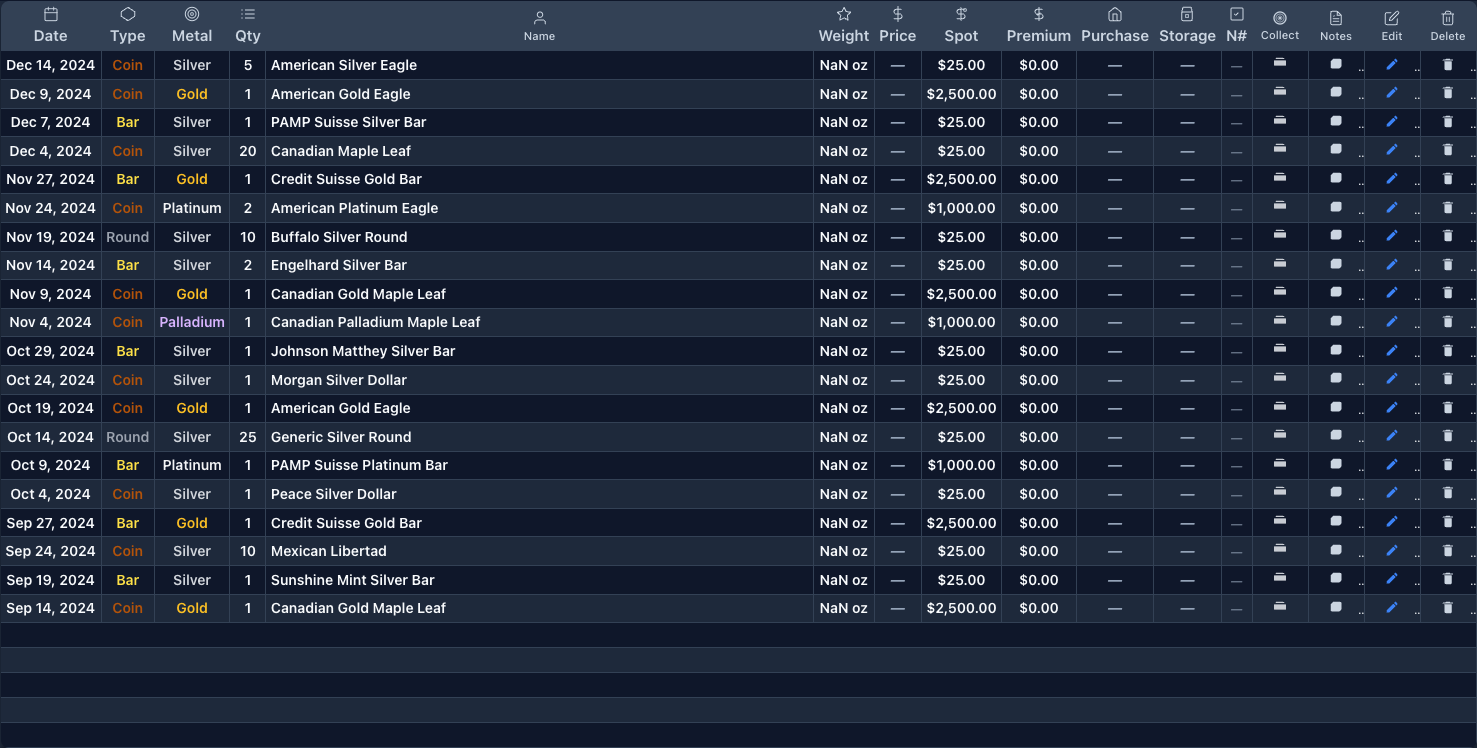 Date Type Metal Qty Name Weight Price Spot Premium Purchase Storage N# Collect Notes Edit Delete
Dec 14, 2024 Coin Silver 5 American Silver Eagle NaN oz — $25.00 $0.00 — — — .. .. ..
Dec 9, 2024 Coin Gold 1 American Gold Eagle NaN oz — $2,500.00 $0.00 — — — .. .. ..
Dec 7, 2024 Bar Silver 1 PAMP Suisse Silver Bar NaN oz — $25.00 $0.00 — — — .. .. ..
Dec 4, 2024 Coin Silver 20 Canadian Maple Leaf NaN oz — $25.00 $0.00 — — — .. .. ..
Nov 27, 2024 Bar Gold 1 Credit Suisse Gold Bar NaN oz — $2,500.00 $0.00 — — — .. .. ..
Nov 24, 2024 Coin Platinum 2 American Platinum Eagle NaN oz — $1,000.00 $0.00 — — — .. .. ..
Nov 19, 2024 Round Silver 10 Buffalo Silver Round NaN oz — $25.00 $0.00 — — — .. .. ..
Nov 14, 2024 Bar Silver 2 Engelhard Silver Bar NaN oz — $25.00 $0.00 — — — .. .. ..
Nov 9, 2024 Coin Gold 1 Canadian Gold Maple Leaf NaN oz — $2,500.00 $0.00 — — — .. .. ..
Nov 4, 2024 Coin Palladium 1 Canadian Palladium Maple Leaf NaN oz — $1,000.00 $0.00 — — — .. .. ..
Oct 29, 2024 Bar Silver 1 Johnson Matthey Silver Bar NaN oz — $25.00 $0.00 — — — .. .. ..
Oct 24, 2024 Coin Silver 1 Morgan Silver Dollar NaN oz — $25.00 $0.00 — — — .. .. ..
Oct 19, 2024 Coin Gold 1 American Gold Eagle NaN oz — $2,500.00 $0.00 — — — .. .. ..
Oct 14, 2024 Round Silver 25 Generic Silver Round NaN oz — $25.00 $0.00 — — — .. .. ..
Oct 9, 2024 Bar Platinum 1 PAMP Suisse Platinum Bar NaN oz — $1,000.00 $0.00 — — — .. .. ..
Oct 4, 2024 Coin Silver 1 Peace Silver Dollar NaN oz — $25.00 $0.00 — — — .. .. ..
Sep 27, 2024 Bar Gold 1 Credit Suisse Gold Bar NaN oz — $2,500.00 $0.00 — — — .. .. ..
Sep 24, 2024 Coin Silver 10 Mexican Libertad NaN oz — $25.00 $0.00 — — — .. .. ..
Sep 19, 2024 Bar Silver 1 Sunshine Mint Silver Bar NaN oz — $25.00 $0.00 — — — .. .. ..
Sep 14, 2024 Coin Gold 1 Canadian Gold Maple Leaf NaN oz — $2,500.00 $0.00 — — — .. .. ..